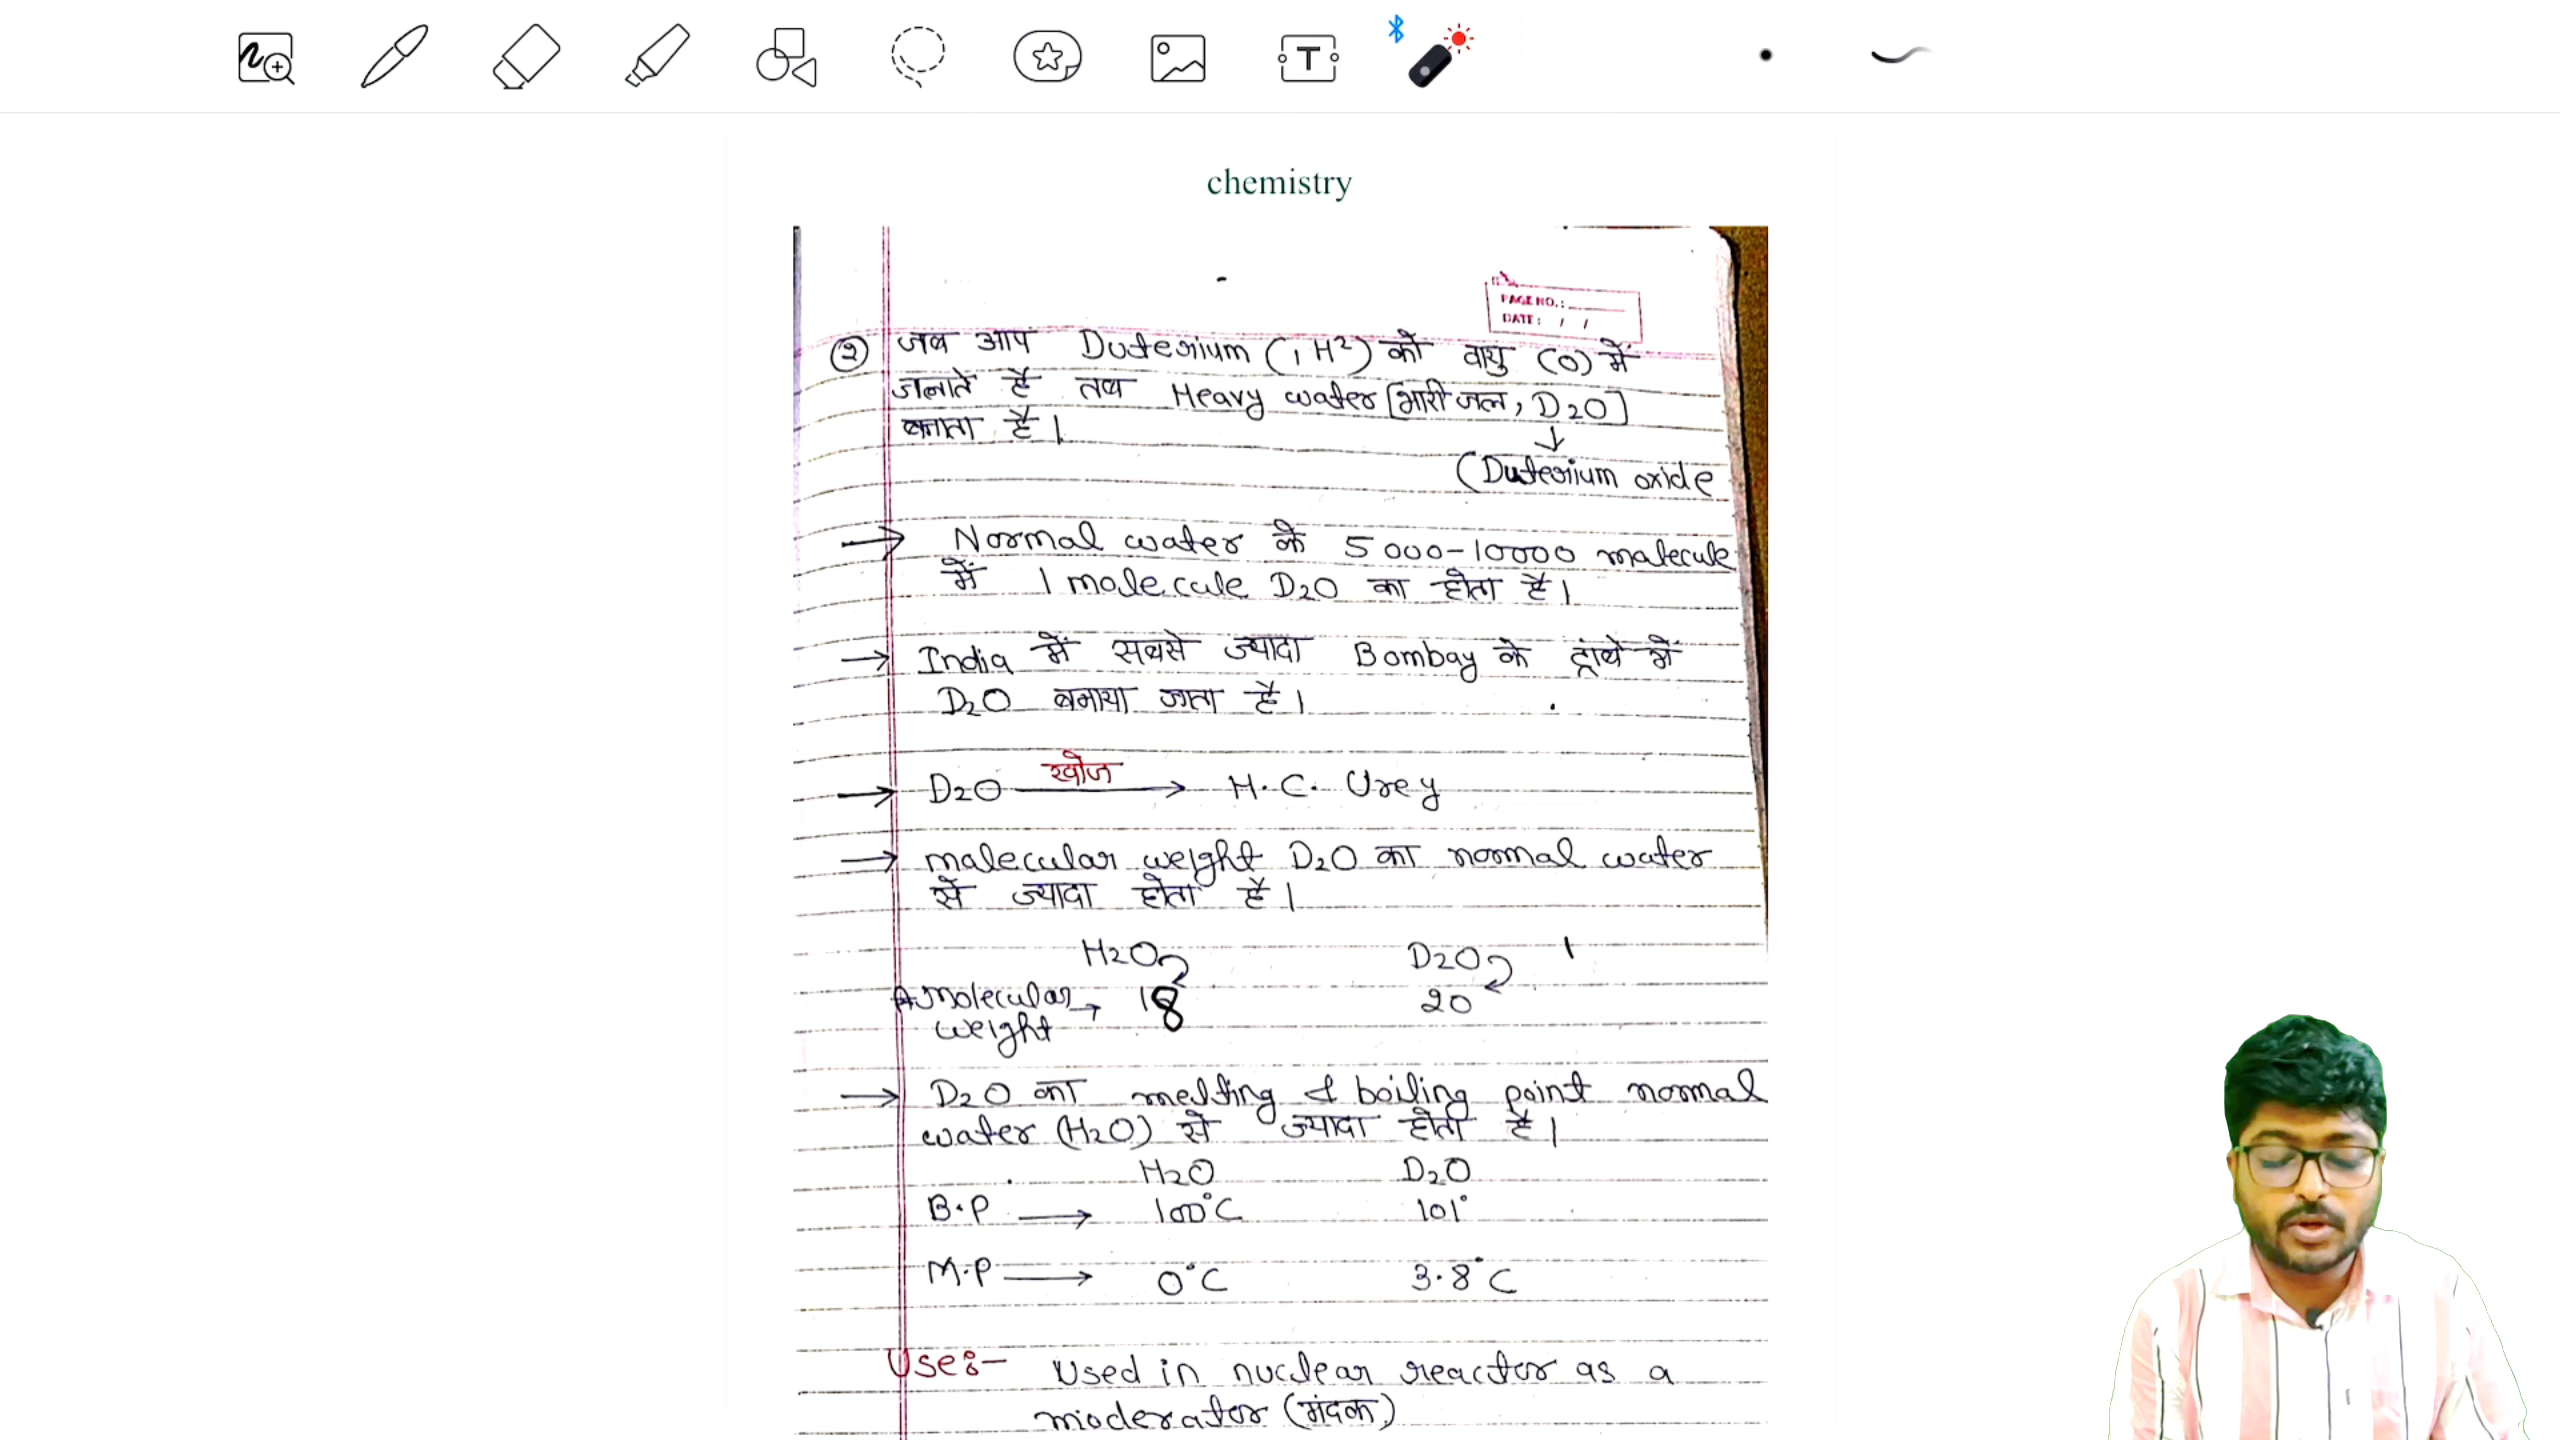 T
chemistry
PAGE NO.:
DATE: / /
② जब आप Duterium (₁H²) को वायु (O) में
जलाते है तब Heavy water [भारी जल, D₂O]
बनाता है।
↓
(Duterium oxide
→ Normal water के 5000-10000 malecule
में 1 molecule D₂O का होता है।
→ India में सबसे ज्यादा Bombay के ट्रांबे में
D₂O बनाया जाता है।
खोज
→ D₂O → H.C. Urey
→ malecular weight D₂O का normal water
से ज्यादा होता है।
H₂O D₂O
Molecular → 18 20
weight
→ D₂O का melting & boiling point normal
water (H₂O) से ज्यादा होती है।
H₂O D₂O
B.P → 100°C 101°
M.P → 0°C 3.8°C
Use:- Used in nuclear reactor as a
moderator (मंदक)